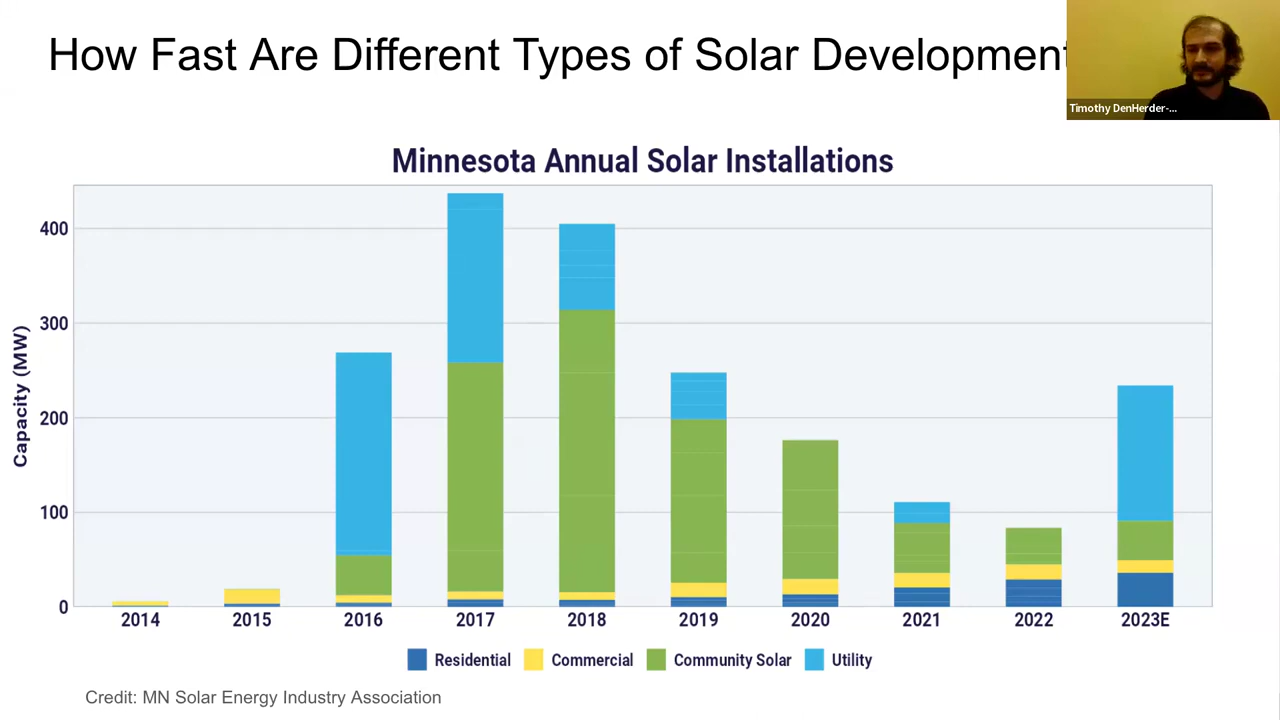 How Fast Are Different Types of Solar Development
Timothy DenHerder-...
Minnesota Annual Solar Installations
Capacity (MW)
400
300
200
100
0
2014 2015 2016 2017 2018 2019 2020 2021 2022 2023E
Residential Commercial Community Solar Utility
Credit: MN Solar Energy Industry Association